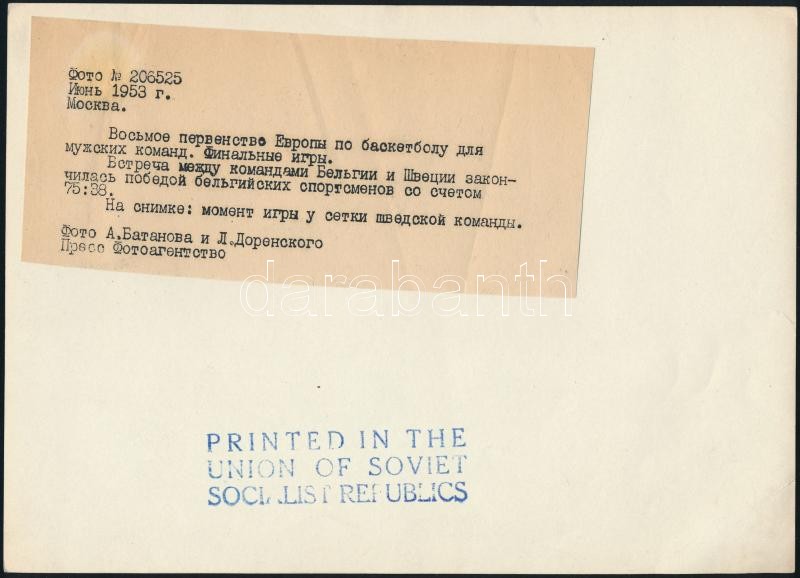 Фото № 206525
Июнь 1953 г.
Москва.
Восьмое первенство Европы по баскетболу для
мужских команд. Финальные игры.
Встреча между командами Бельгии и Швеции закон-
чилась победой бельгийских спортсменов со счетом
75:38.
На снимке: момент игры у сетки шведской команды.
Фото А.Батанова и Л.Доренского
Пресс Фотоагентство
darabanth
PRINTED IN THE
UNION OF SOVIET
SOCIALIST REPUBLICS